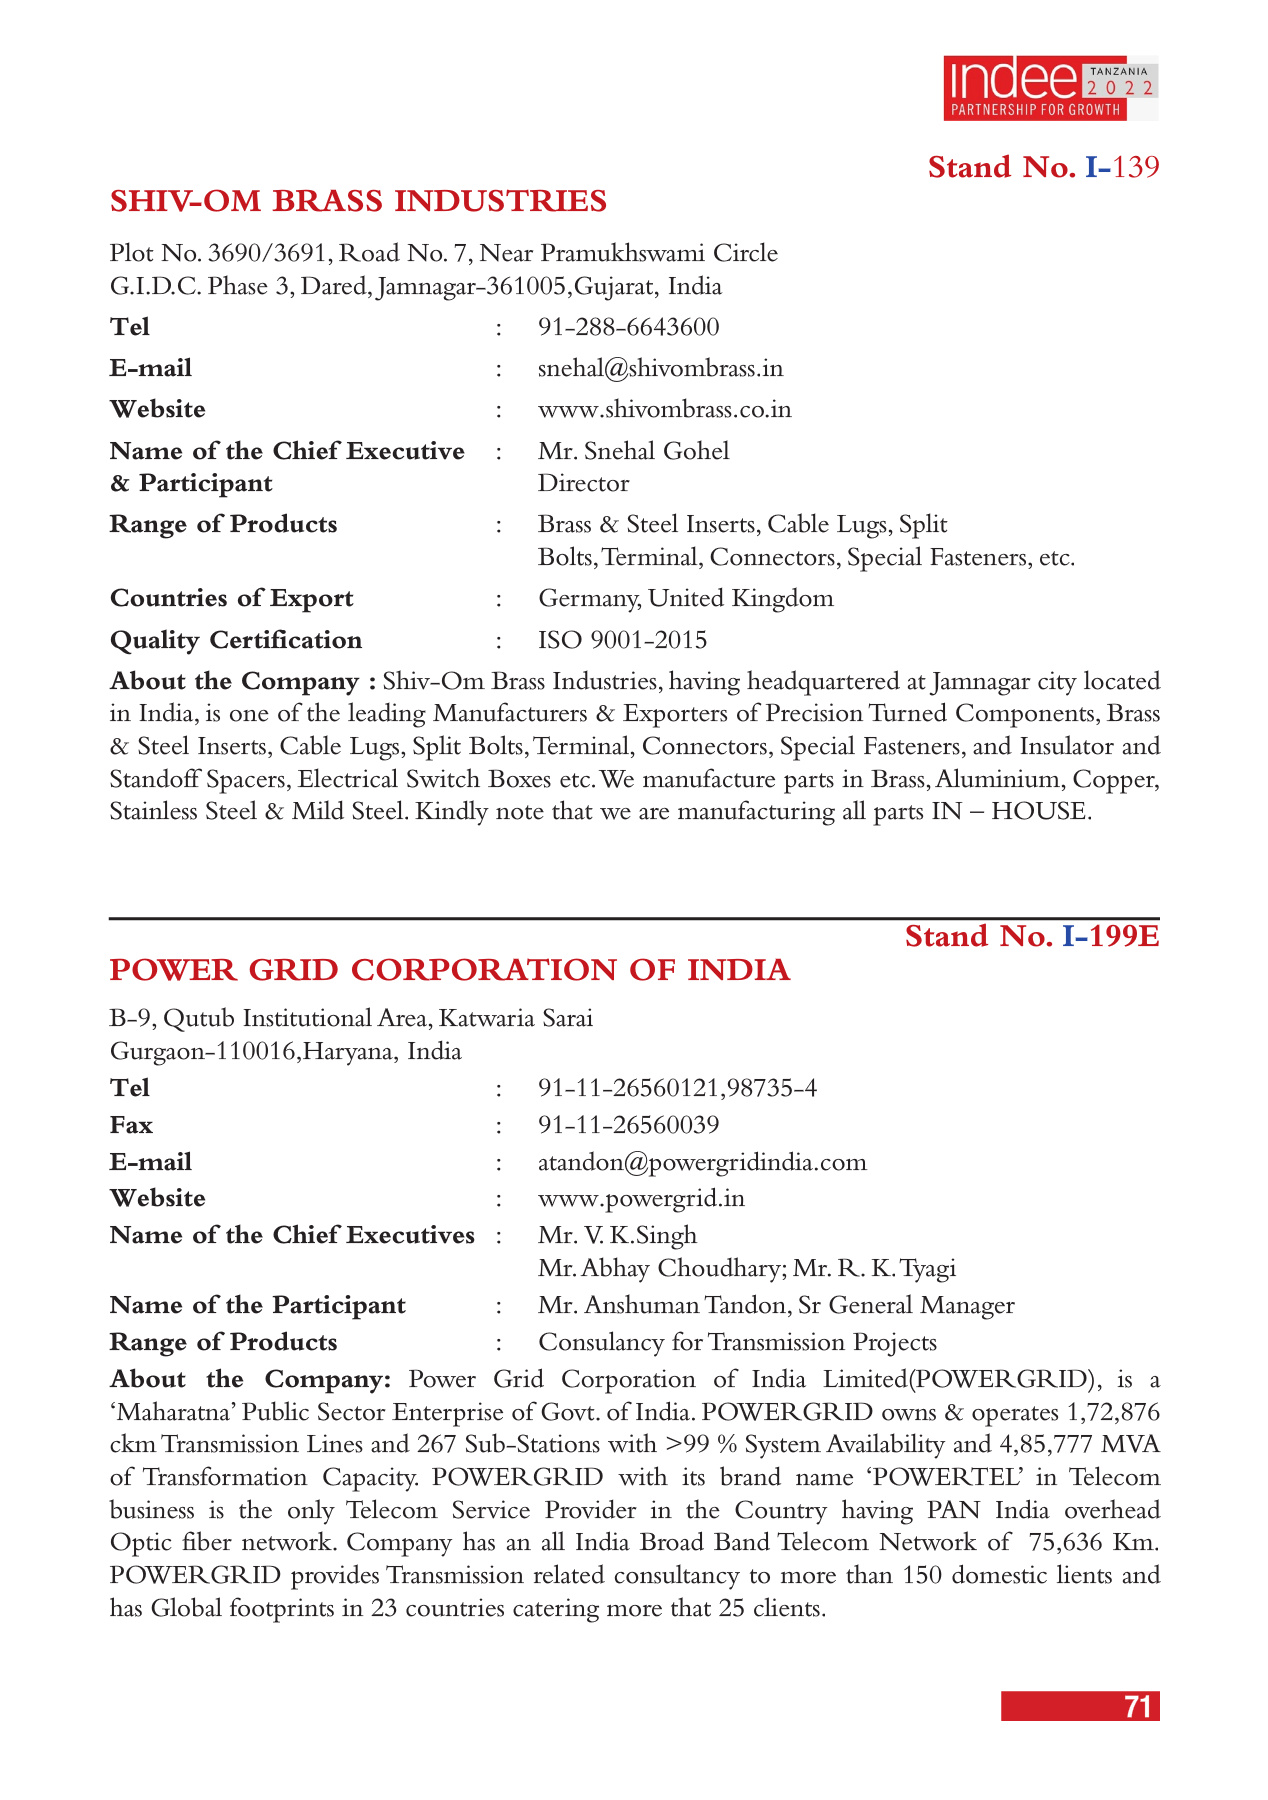 indee TANZANIA
2022
PARTNERSHIP FOR GROWTH
Stand No. I-139
SHIV-OM BRASS INDUSTRIES
Plot No. 3690/3691, Road No. 7, Near Pramukhswami Circle
G.I.D.C. Phase 3, Dared, Jamnagar-361005,Gujarat, India
Tel : 91-288-6643600
E-mail : snehal@shivombrass.in
Website : www.shivombrass.co.in
Name of the Chief Executive : Mr. Snehal Gohel
& Participant Director
Range of Products : Brass & Steel Inserts, Cable Lugs, Split
Bolts, Terminal, Connectors, Special Fasteners, etc.
Countries of Export : Germany, United Kingdom
Quality Certification : ISO 9001-2015
About the Company : Shiv-Om Brass Industries, having headquartered at Jamnagar city located
in India, is one of the leading Manufacturers & Exporters of Precision Turned Components, Brass
& Steel Inserts, Cable Lugs, Split Bolts, Terminal, Connectors, Special Fasteners, and Insulator and
Standoff Spacers, Electrical Switch Boxes etc. We manufacture parts in Brass, Aluminium, Copper,
Stainless Steel & Mild Steel. Kindly note that we are manufacturing all parts IN – HOUSE.
Stand No. I-199E
POWER GRID CORPORATION OF INDIA
B-9, Qutub Institutional Area, Katwaria Sarai
Gurgaon-110016,Haryana, India
Tel : 91-11-26560121,98735-4
Fax : 91-11-26560039
E-mail : atandon@powergridindia.com
Website : www.powergrid.in
Name of the Chief Executives : Mr. V. K.Singh
Mr. Abhay Choudhary; Mr. R. K. Tyagi
Name of the Participant : Mr. Anshuman Tandon, Sr General Manager
Range of Products : Consulancy for Transmission Projects
About the Company: Power Grid Corporation of India Limited(POWERGRID), is a
‘Maharatna’ Public Sector Enterprise of Govt. of India. POWERGRID owns & operates 1,72,876
ckm Transmission Lines and 267 Sub-Stations with >99 % System Availability and 4,85,777 MVA
of Transformation Capacity. POWERGRID with its brand name ‘POWERTEL’ in Telecom
business is the only Telecom Service Provider in the Country having PAN India overhead
Optic fiber network. Company has an all India Broad Band Telecom Network of 75,636 Km.
POWERGRID provides Transmission related consultancy to more than 150 domestic lients and
has Global footprints in 23 countries catering more that 25 clients.
71